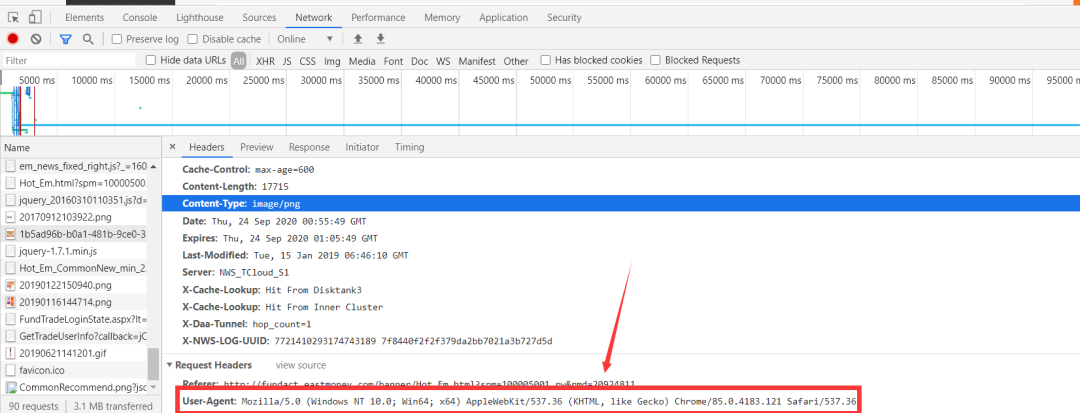 Elements Console Lighthouse Sources Network Performance Memory Application Security
Preserve log Disable cache Online
Filter Hide data URLs All XHR JS CSS Img Media Font Doc WS Manifest Other Has blocked cookies Blocked Requests
5000 ms 10000 ms 15000 ms 20000 ms 25000 ms 30000 ms 35000 ms 40000 ms 45000 ms 50000 ms 55000 ms 60000 ms 65000 ms 70000 ms 75000 ms 80000 ms 85000 ms 90000 ms 95000
Name
em_news_fixed_right.js?_=160
Hot_Em.html?spm=10000500
jquery_20160310110351.js?d=
20170912103922.png
1b5ad96b-b0a1-481b-9ce0-3
jquery-1.7.1.min.js
Hot_Em_CommonNew_min_2
20190122150940.png
20190116144714.png
FundTradeLoginState.aspx?lt=
GetTradeUserInfo?callback=jC
20190621141201.gif
favicon.ico
CommonRecommend.png?jsc
90 requests 3.1 MB transferred
× Headers Preview Response Initiator Timing
Cache-Control: max-age=600
Content-Length: 17715
Content-Type: image/png
Date: Thu, 24 Sep 2020 00:55:49 GMT
Expires: Thu, 24 Sep 2020 01:05:49 GMT
Last-Modified: Tue, 15 Jan 2019 06:46:10 GMT
Server: NWS_TCloud_S1
X-Cache-Lookup: Hit From Disktank3
X-Cache-Lookup: Hit From Inner Cluster
X-Daa-Tunnel: hop_count=1
X-NWS-LOG-UUID: 7721410293174743189 7f8440f2f2f379da2bb7021a3b727d5d
Request Headers view source
Referer: http://fundact.eastmoney.com/banner/Hot_Em.html?spm=100005001.rw&rmd=20924811
User-Agent: Mozilla/5.0 (Windows NT 10.0; Win64; x64) AppleWebKit/537.36 (KHTML, like Gecko) Chrome/85.0.4183.121 Safari/537.36